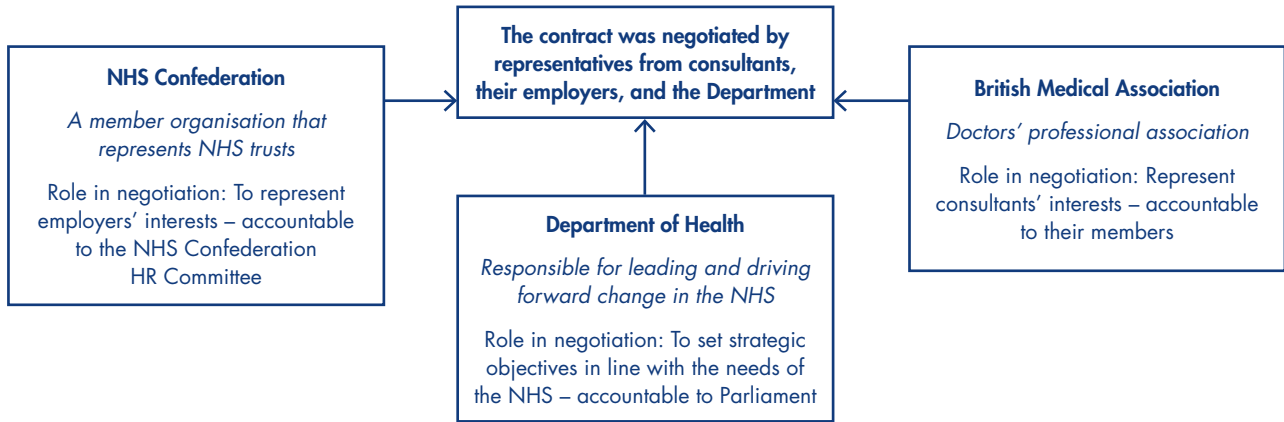 The contract was negotiated by
representatives from consultants,
their employers, and the Department
NHS Confederation
A member organisation that
represents NHS trusts
Role in negotiation: To represent
employers’ interests – accountable
to the NHS Confederation
HR Committee
Department of Health
Responsible for leading and driving
forward change in the NHS
Role in negotiation: To set strategic
objectives in line with the needs of
the NHS – accountable to Parliament
British Medical Association
Doctors’ professional association
Role in negotiation: Represent
consultants’ interests – accountable
to their members